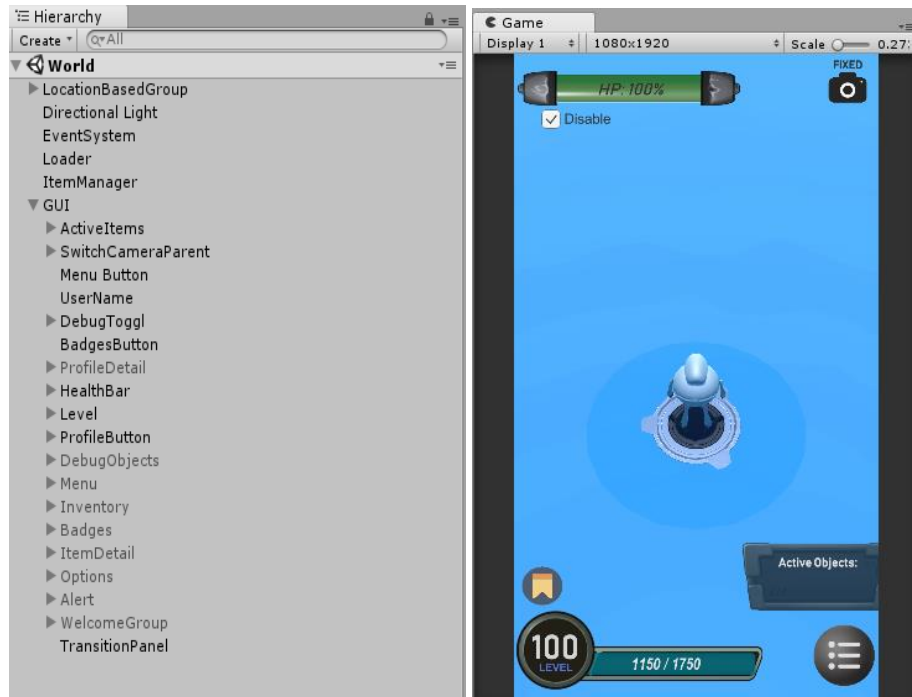 Hierarchy
Create
All
World
LocationBasedGroup
Directional Light
EventSystem
Loader
ItemManager
GUI
ActiveItems
SwitchCameraParent
Menu Button
UserName
DebugToggl
BadgesButton
ProfileDetail
HealthBar
Level
ProfileButton
DebugObjects
Menu
Inventory
Badges
ItemDetail
Options
Alert
WelcomeGroup
TransitionPanel
Game
Display 1 1080x1920 Scale 0.27
FIXED
HP: 100%
Disable
Active Objects:
100
LEVEL
1150 / 1750